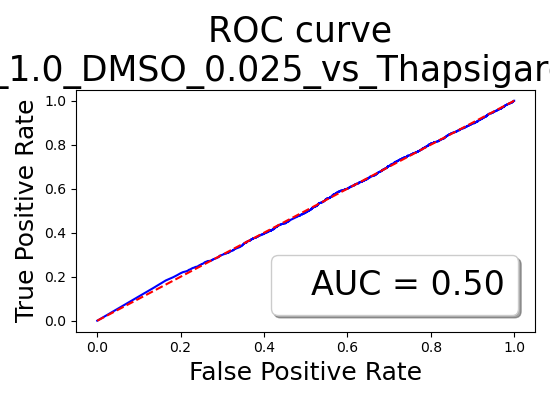 ROC curve
_1.0_DMSO_0.025_vs_Thapsigar
True Positive Rate
1.0
0.8
0.6
0.4
0.2
0.0
AUC = 0.50
0.0 0.2 0.4 0.6 0.8 1.0
False Positive Rate